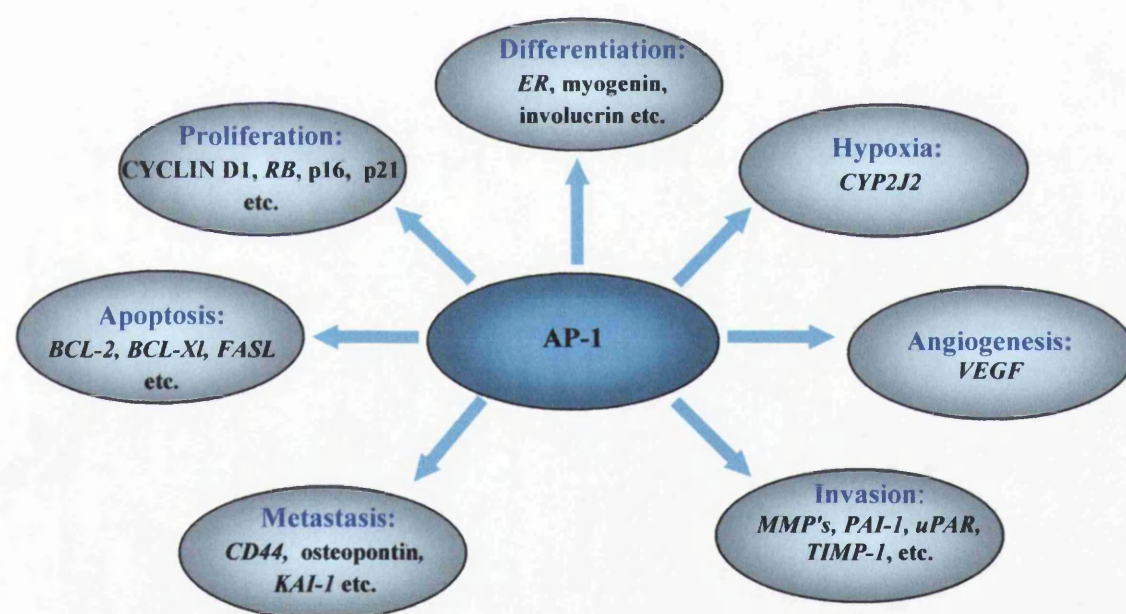 Differentiation:
ER, myogenin,
involucrin etc.
Proliferation:
CYCLIN D1, RB, p16, p21
etc.
Hypoxia:
CYP2J2
Apoptosis:
BCL-2, BCL-Xl, FASL
etc.
AP-1
Angiogenesis:
VEGF
Metastasis:
CD44, osteopontin,
KAI-1 etc.
Invasion:
MMP's, PAI-1, uPAR,
TIMP-1, etc.